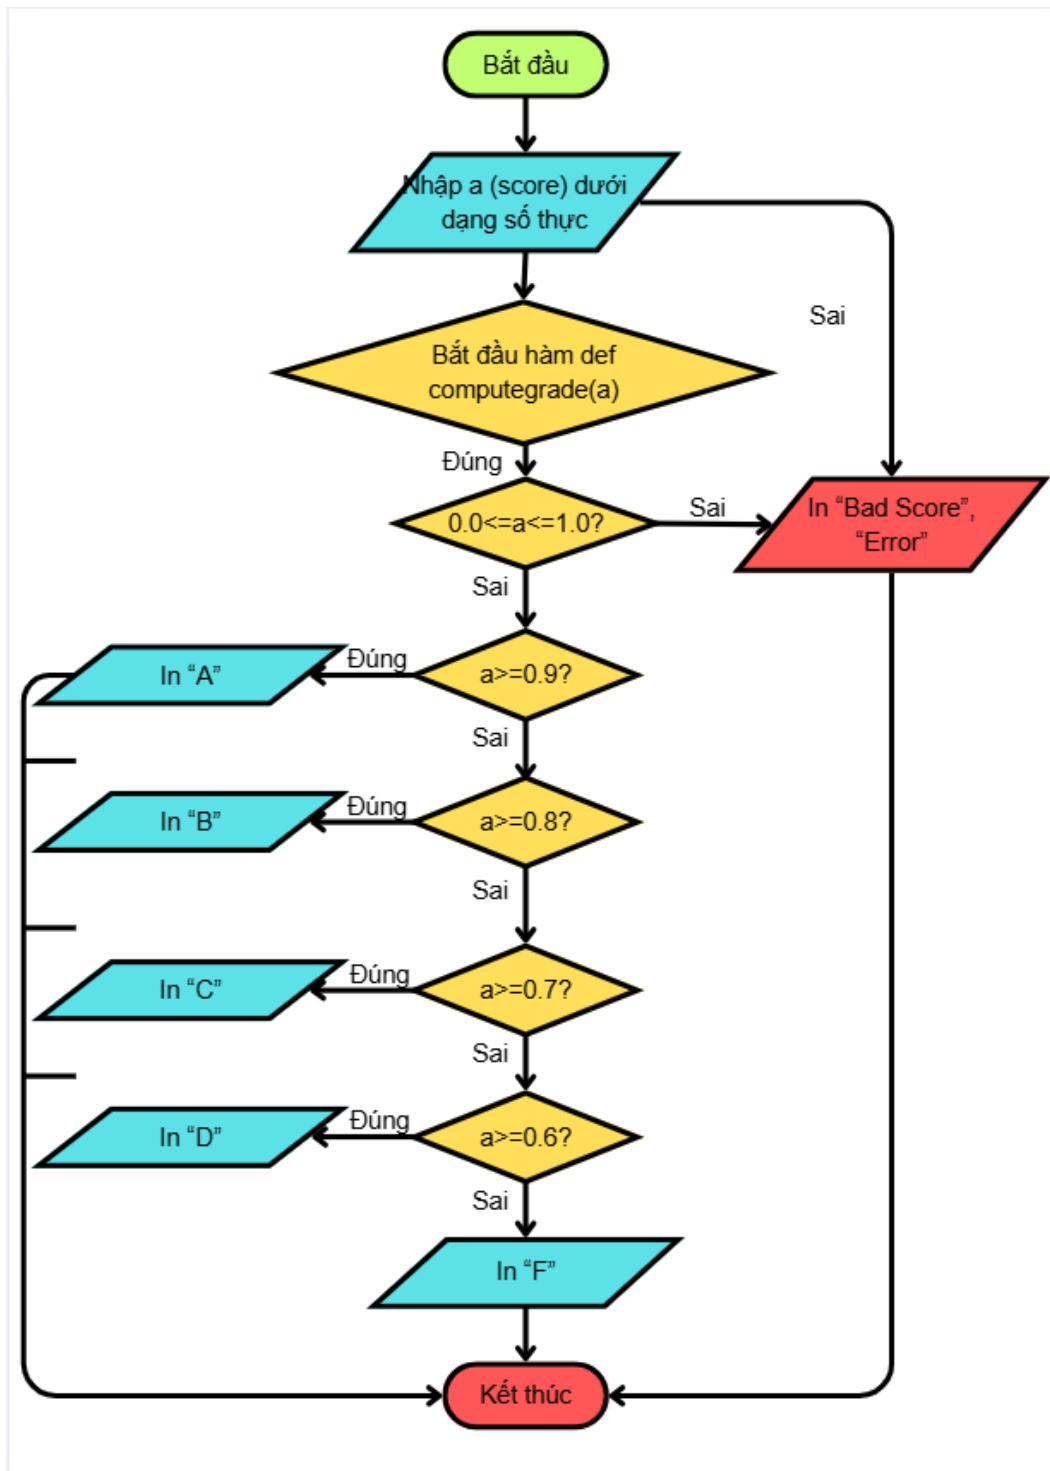 Bắt đầu
Nhập a (score) dưới
dạng số thực
Sai
Bắt đầu hàm def
computegrade(a)
Đúng
0.0<=a<=1.0?
Sai
In “Bad Score”,
“Error”
Sai
In “A”
Đúng
a>=0.9?
Sai
In “B”
Đúng
a>=0.8?
Sai
In “C”
Đúng
a>=0.7?
Sai
In “D”
Đúng
a>=0.6?
Sai
In “F”
Kết thúc